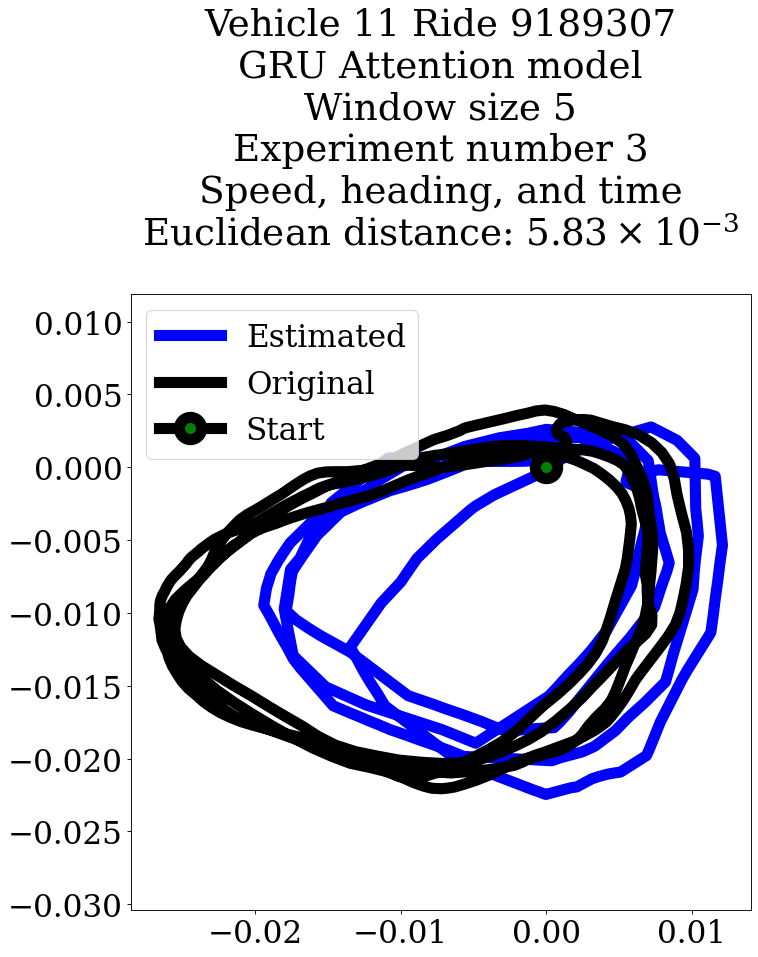 Vehicle 11 Ride 9189307
GRU Attention model
Window size 5
Experiment number 3
Speed, heading, and time
Euclidean distance: 5.83 × 10⁻³
Estimated
Original
Start
0.010
0.005
0.000
−0.005
−0.010
−0.015
−0.020
−0.025
−0.030
−0.02
−0.01
0.00
0.01